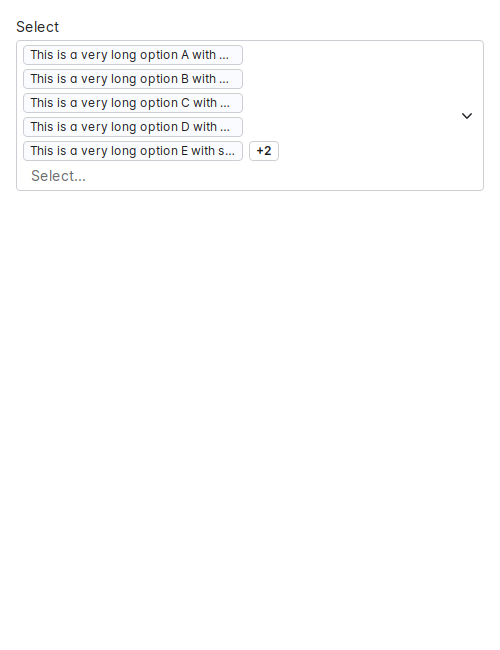 Select
This is a very long option A with ...
This is a very long option B with ...
This is a very long option C with ...
This is a very long option D with ...
This is a very long option E with s... +2
Select...